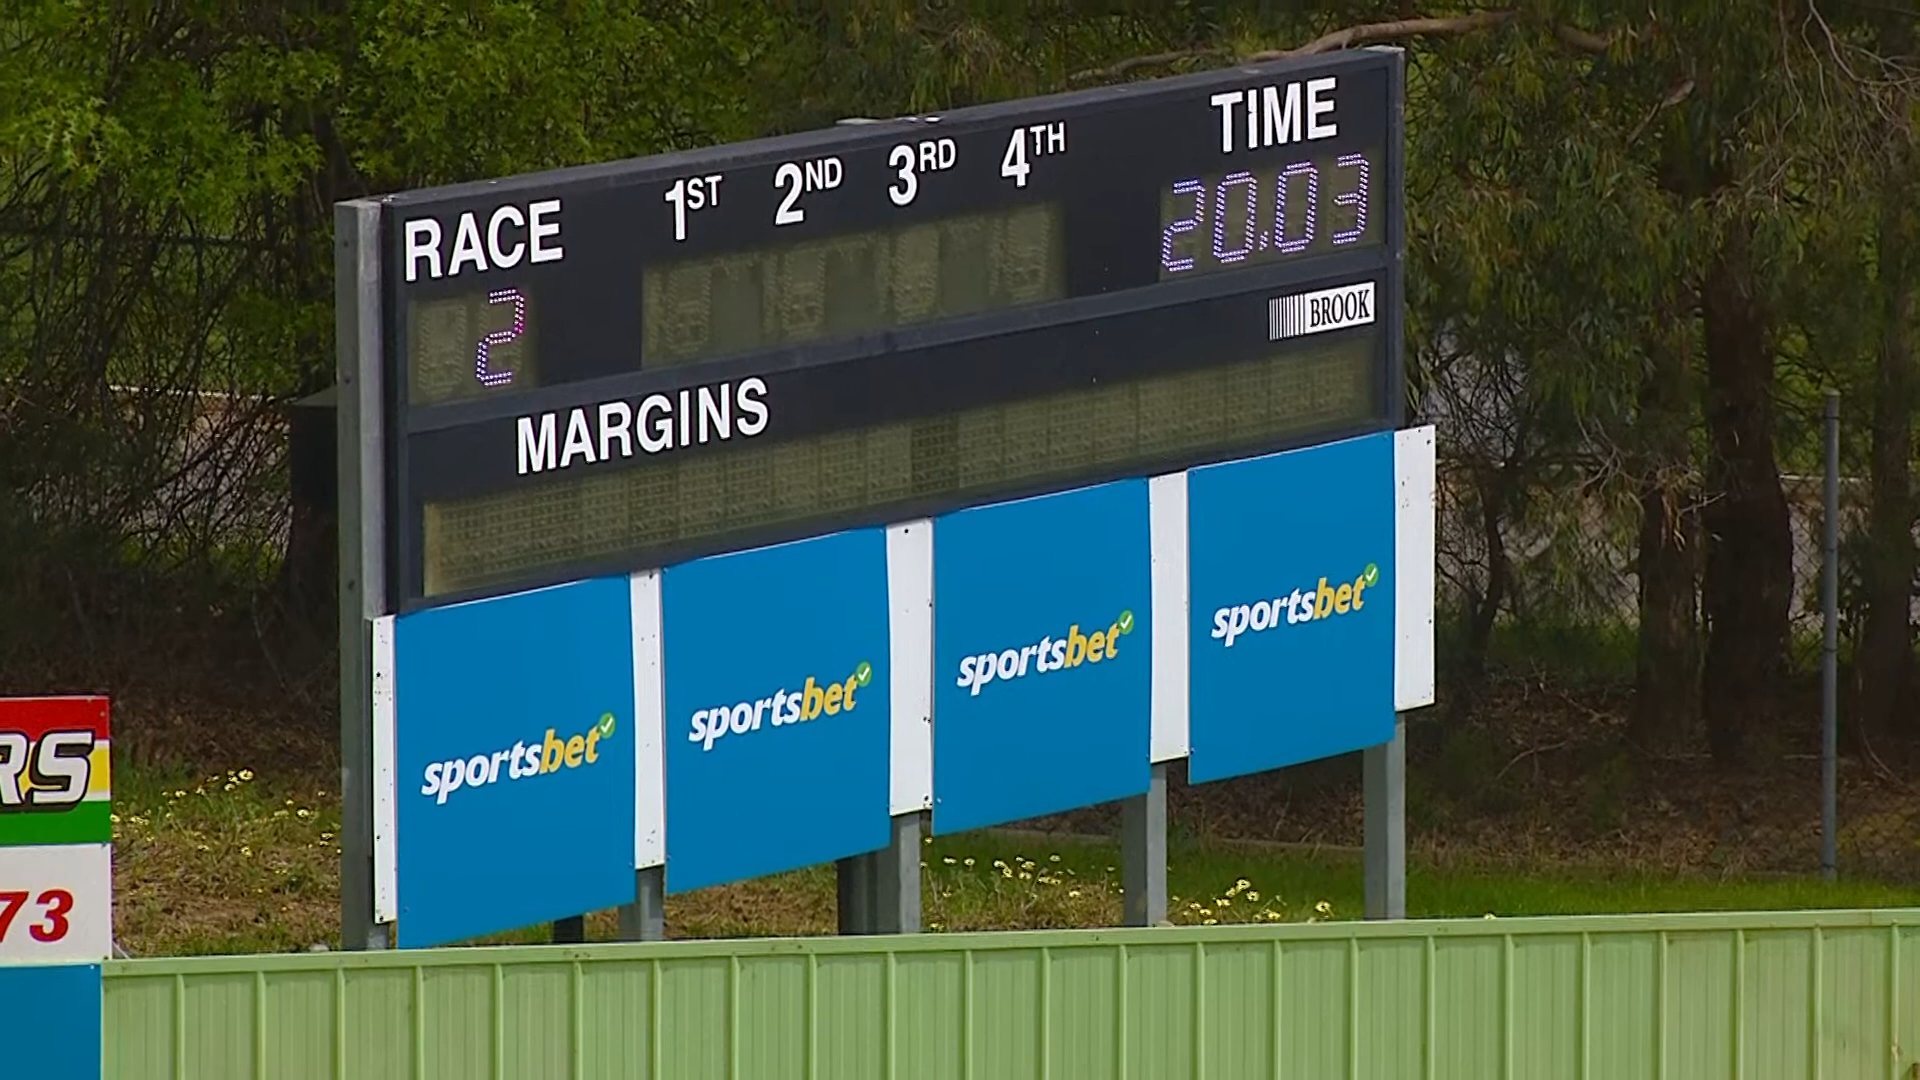 RACE 1ST 2ND 3RD 4TH TIME
2 20.03
BROOK
MARGINS
sportsbet sportsbet sportsbet sportsbet
RS
73